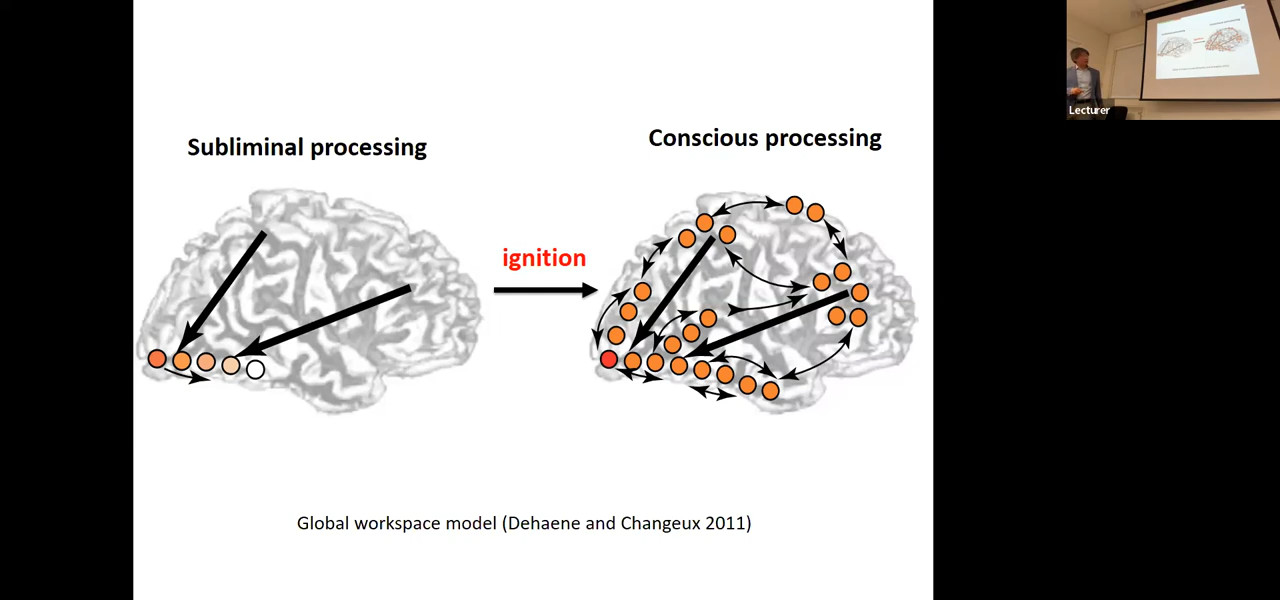 Subliminal processing
Conscious processing
ignition
Global workspace model (Dehaene and Changeux 2011)
Lecturer